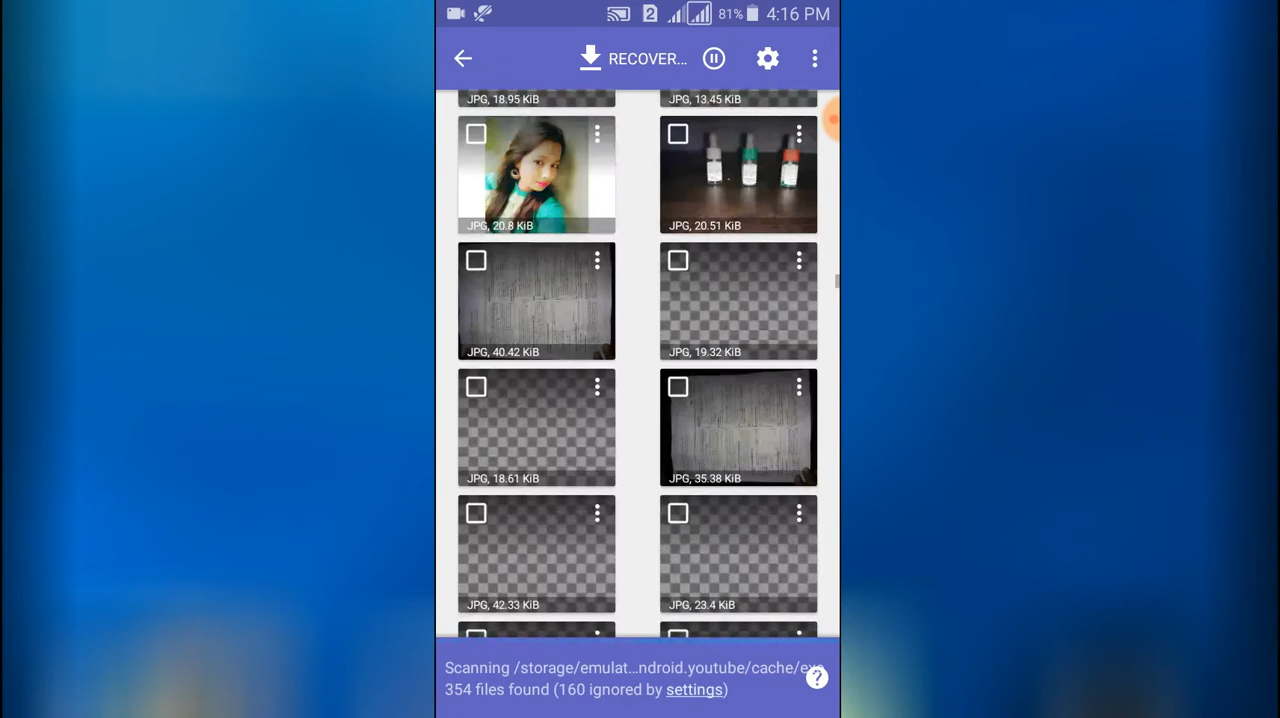 2 81% 4:16 PM
RECOVER...
JPG, 18.95 KiB JPG, 13.45 KiB
JPG, 20.8 KiB JPG, 20.51 KiB
JPG, 40.42 KiB JPG, 19.32 KiB
JPG, 18.61 KiB JPG, 35.38 KiB
JPG, 42.33 KiB JPG, 23.4 KiB
Scanning /storage/emulat...ndroid.youtube/cache/exo
354 files found (160 ignored by settings)
?